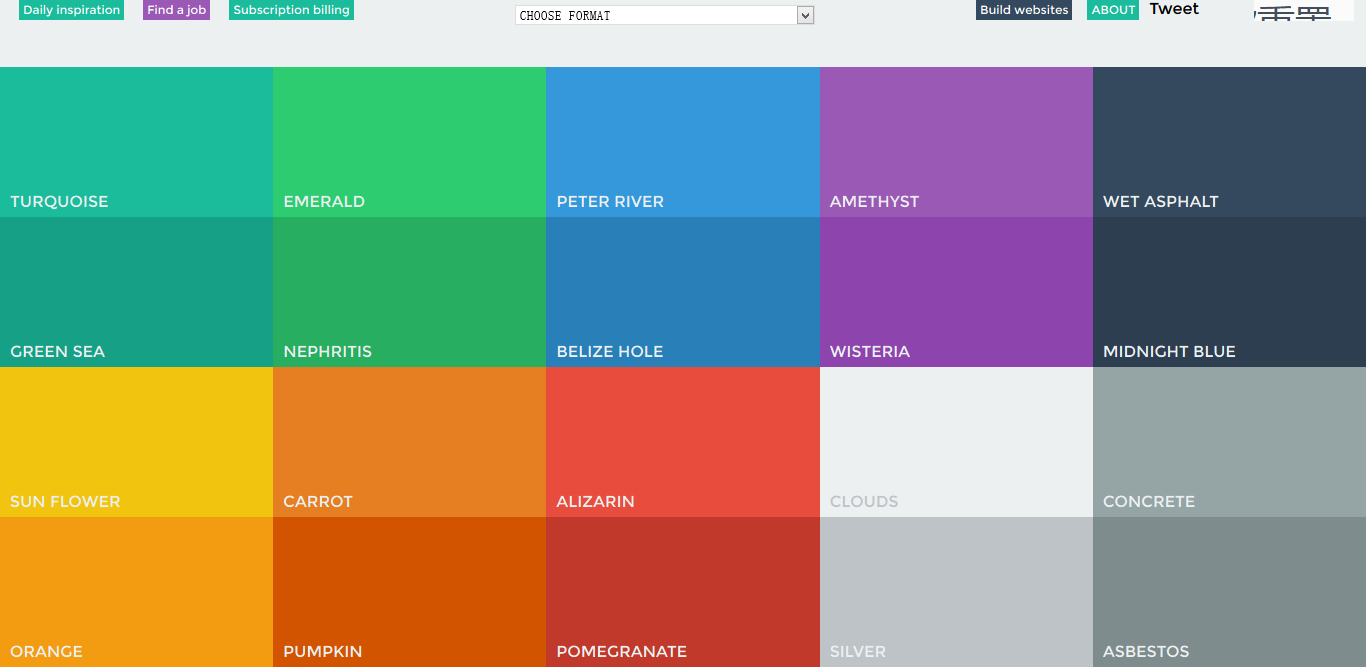 Daily inspiration Find a job Subscription billing CHOOSE FORMAT Build websites ABOUT Tweet
TURQUOISE EMERALD PETER RIVER AMETHYST WET ASPHALT
GREEN SEA NEPHRITIS BELIZE HOLE WISTERIA MIDNIGHT BLUE
SUN FLOWER CARROT ALIZARIN CLOUDS CONCRETE
ORANGE PUMPKIN POMEGRANATE SILVER ASBESTOS